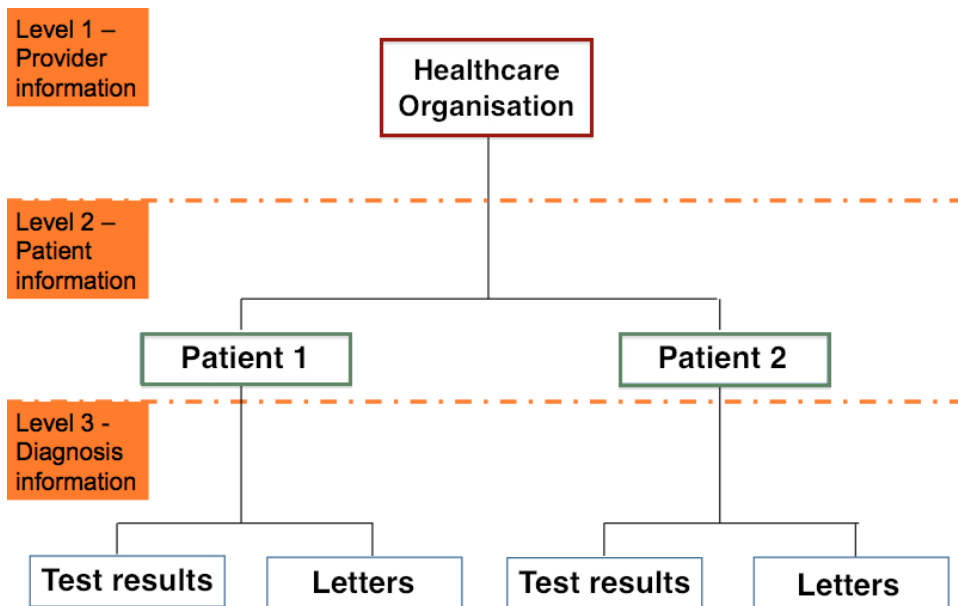 Level 1 –
Provider
information
Healthcare
Organisation
Level 2 –
Patient
information
Patient 1
Patient 2
Level 3 -
Diagnosis
information
Test results
Letters
Test results
Letters